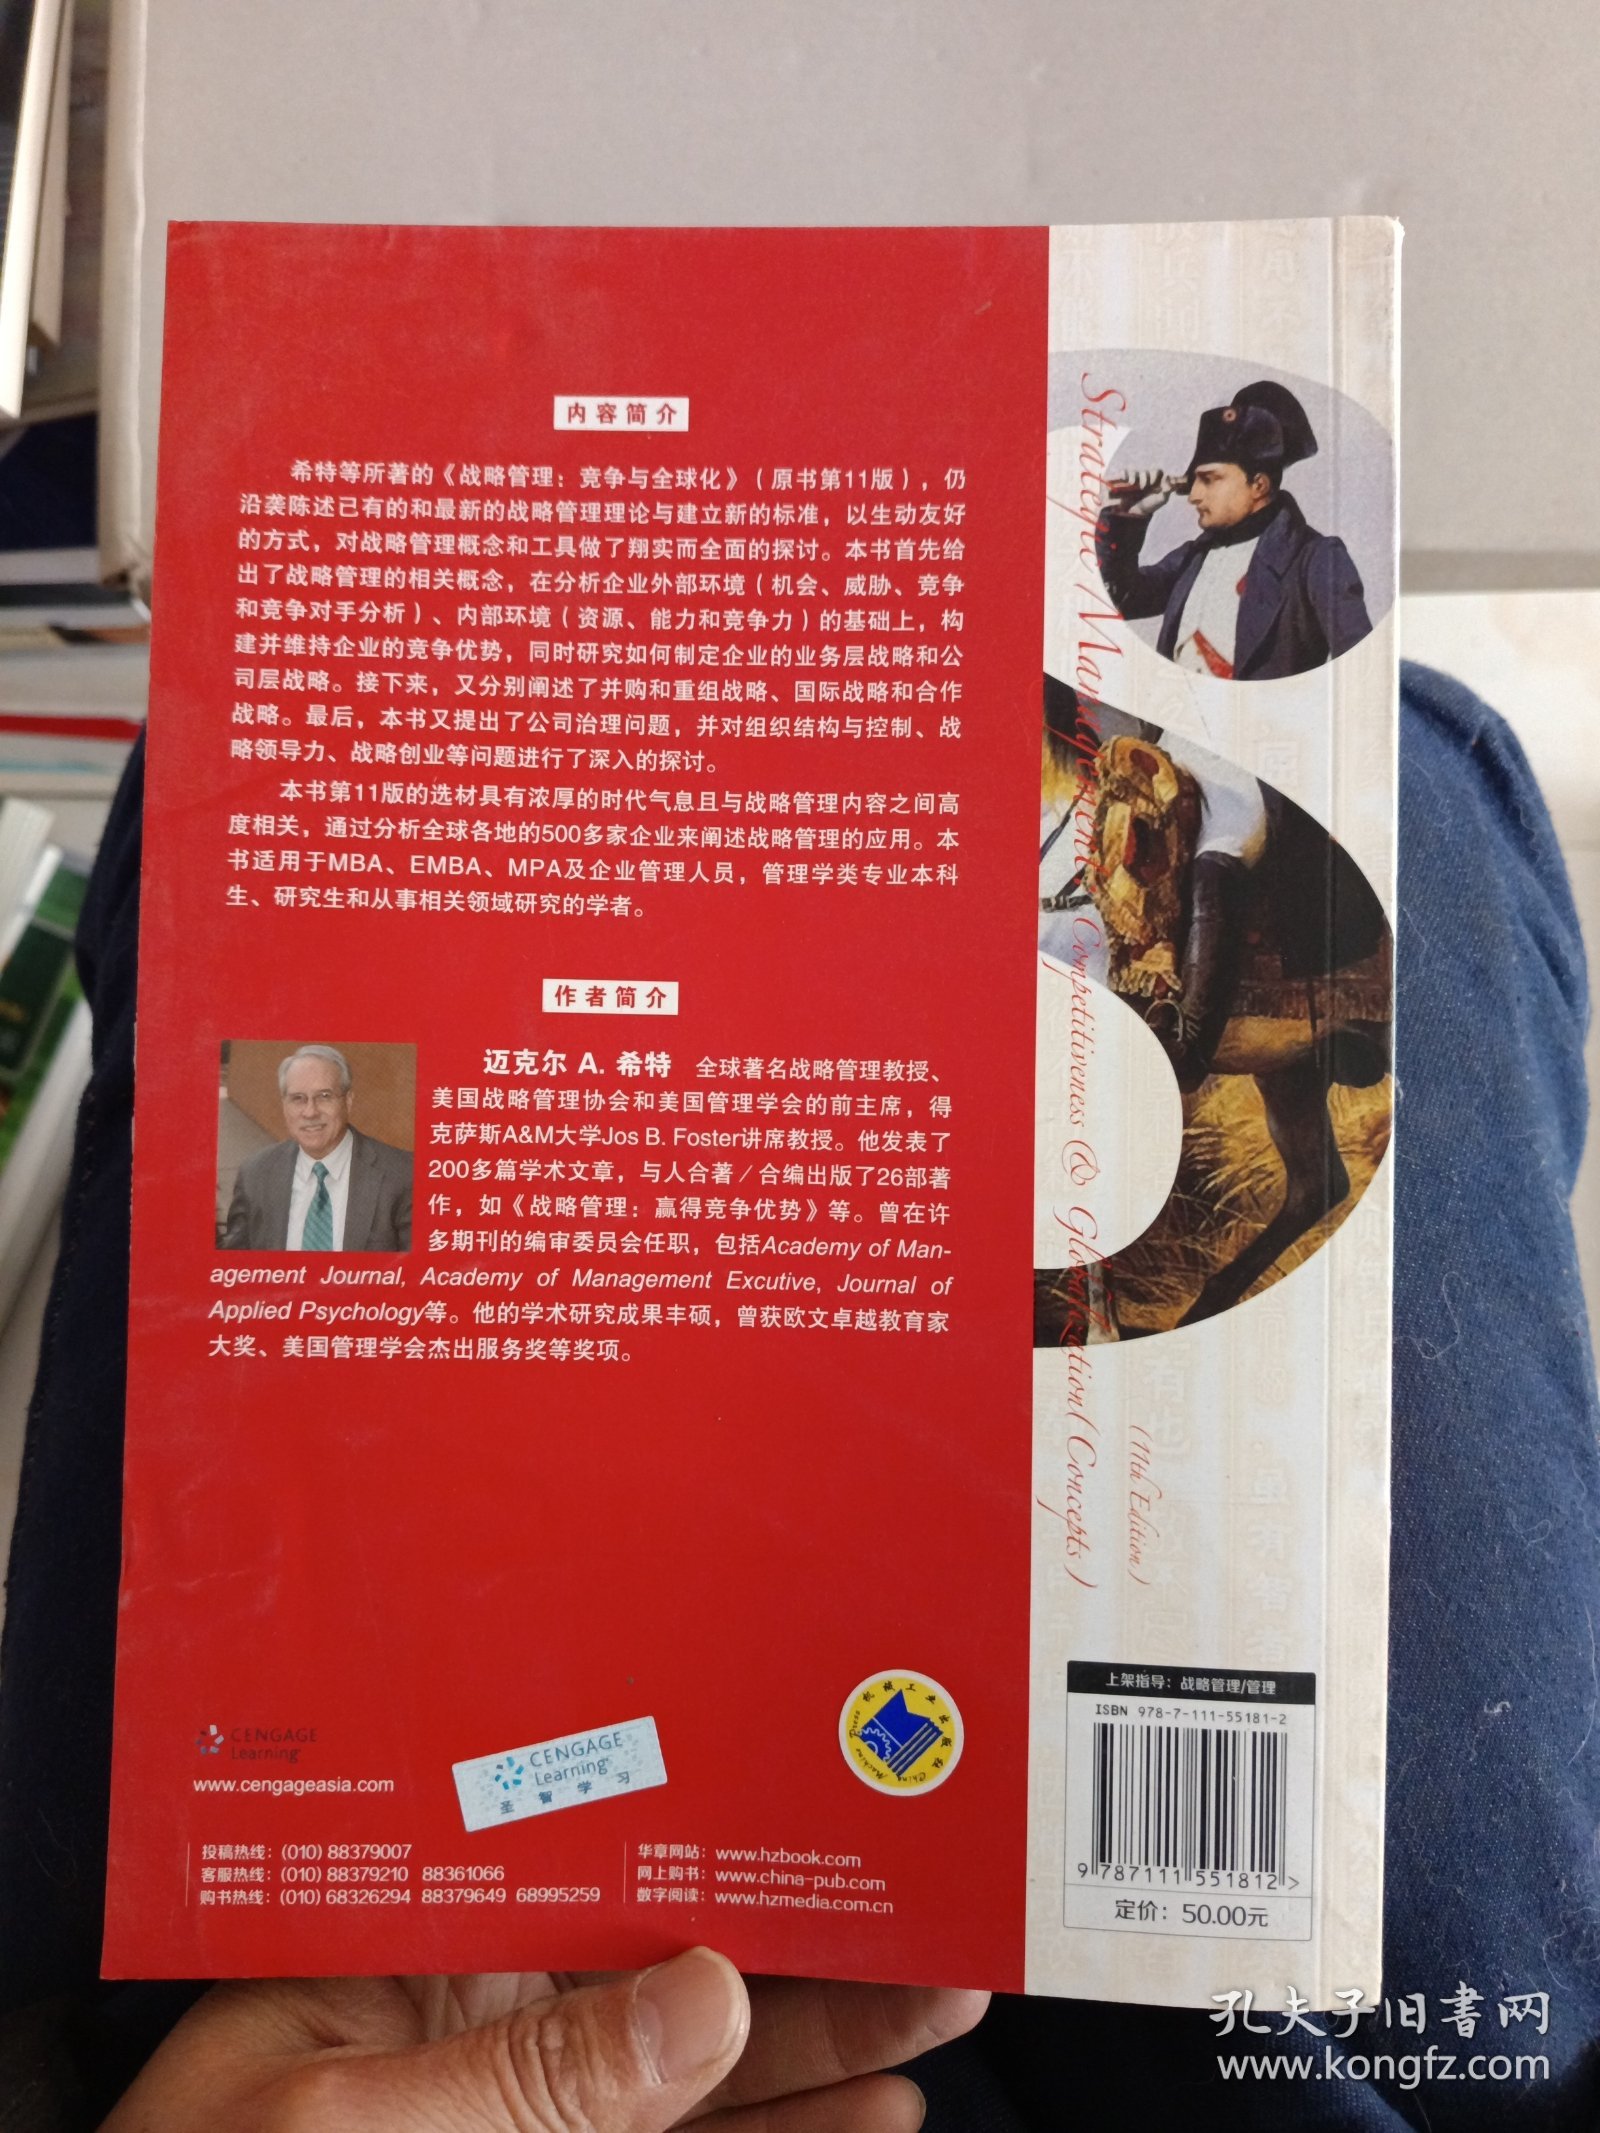 内容简介
希特等所著的《战略管理：竞争与全球化》（原书第11版），仍
沿袭陈述已有的和最新的战略管理理论与建立新的标准，以生动友好
的方式，对战略管理概念和工具做了翔实而全面的探讨。本书首先给
出了战略管理的相关概念，在分析企业外部环境（机会、威胁、竞争
和竞争对手分析）、内部环境（资源、能力和竞争力）的基础上，构
建并维持企业的竞争优势，同时研究如何制定企业的业务层战略和公
司层战略。接下来，又分别阐述了并购和重组战略、国际战略和合作
战略。最后，本书又提出了公司治理问题，并对组织结构与控制、战
略领导力、战略创业等问题进行了深入的探讨。
本书第11版的选材具有浓厚的时代气息且与战略管理内容之间高
度相关，通过分析全球各地的500多家企业来阐述战略管理的应用。本
书适用于MBA、EMBA、MPA及企业管理人员，管理学类专业本科
生、研究生和从事相关领域研究的学者。
作者简介
迈克尔 A. 希特 全球著名战略管理教授、
美国战略管理协会和美国管理学会的前主席，得
克萨斯A&M大学Jos B. Foster讲席教授。他发表了
200多篇学术文章，与人合著／合编出版了26部著
作，如《战略管理：赢得竞争优势》等。曾在许
多期刊的编审委员会任职，包括Academy of Man-
agement Journal, Academy of Management Excutive, Journal of
Applied Psychology等。他的学术研究成果丰硕，曾获欧文卓越教育家
大奖、美国管理学会杰出服务奖等奖项。
Strategic Management: Competitiveness & Globalization(Concepts)
(11th Edition)
CENGAGE
Learning
www.cengageasia.com
CENGAGE
Learning
圣智学习
机械工业出版社
China Machine Press
投稿热线：(010) 88379007
客服热线：(010) 88379210 88361066
购书热线：(010) 68326294 88379649 68995259
华章网站：www.hzbook.com
网上购书：www.china-pub.com
数字阅读：www.hzmedia.com.cn
上架指导：战略管理/管理
ISBN 978-7-111-55181-2
9 787111 551812 >
定价：50.00元
孔夫子旧書网
www.kongfz.com